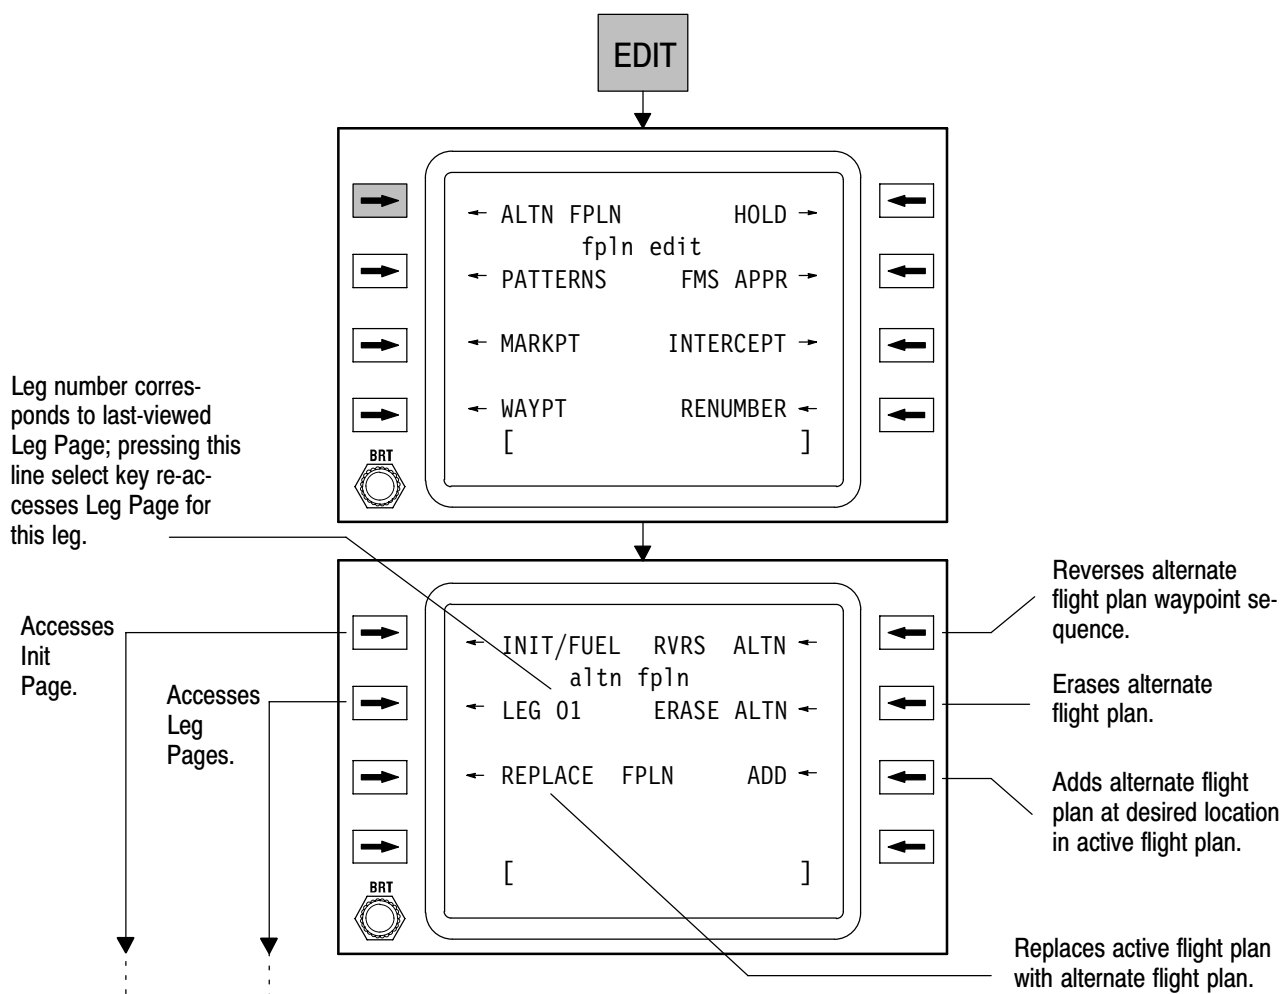 EDIT
← ALTN FPLN HOLD →
fpln edit
← PATTERNS FMS APPR →
← MARKPT INTERCEPT →
← WAYPT RENUMBER ←
[ ]
BRT
Leg number corres-
ponds to last-viewed
Leg Page; pressing this
line select key re-ac-
cesses Leg Page for
this leg.
Accesses
Init
Page.
Accesses
Leg
Pages.
← INIT/FUEL RVRS ALTN ←
altn fpln
← LEG 01 ERASE ALTN ←
← REPLACE FPLN ADD ←
[ ]
BRT
Reverses alternate
flight plan waypoint se-
quence.
Erases alternate
flight plan.
Adds alternate flight
plan at desired location
in active flight plan.
Replaces active flight plan
with alternate flight plan.